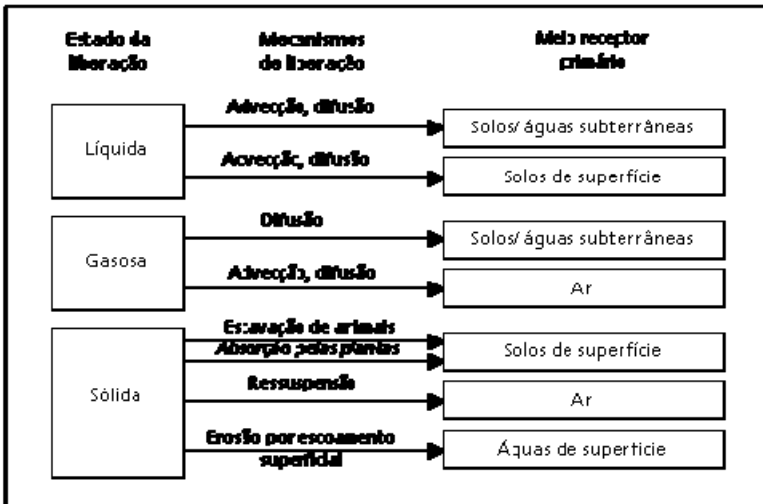 Estado da liberação
Mecanismos de liberação
Meio receptor primário
Líquida
Advecção, difusão
Solos/ águas subterrâneas
Advecção, difusão
Solos de superfície
Gasosa
Difusão
Solos/ águas subterrâneas
Advecção, difusão
Ar
Sólida
Escavação de animais
Absorção pelas plantas
Solos de superfície
Ressuspensão
Ar
Erosão por escoamento
superficial
Águas de superfície